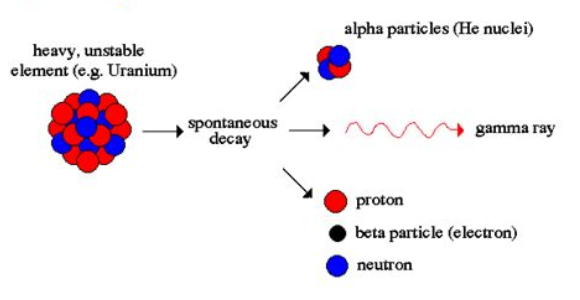 alpha particles (He nuclei)
heavy, unstable
element (e.g. Uranium)
spontaneous
decay
gamma ray
proton
beta particle (electron)
neutron